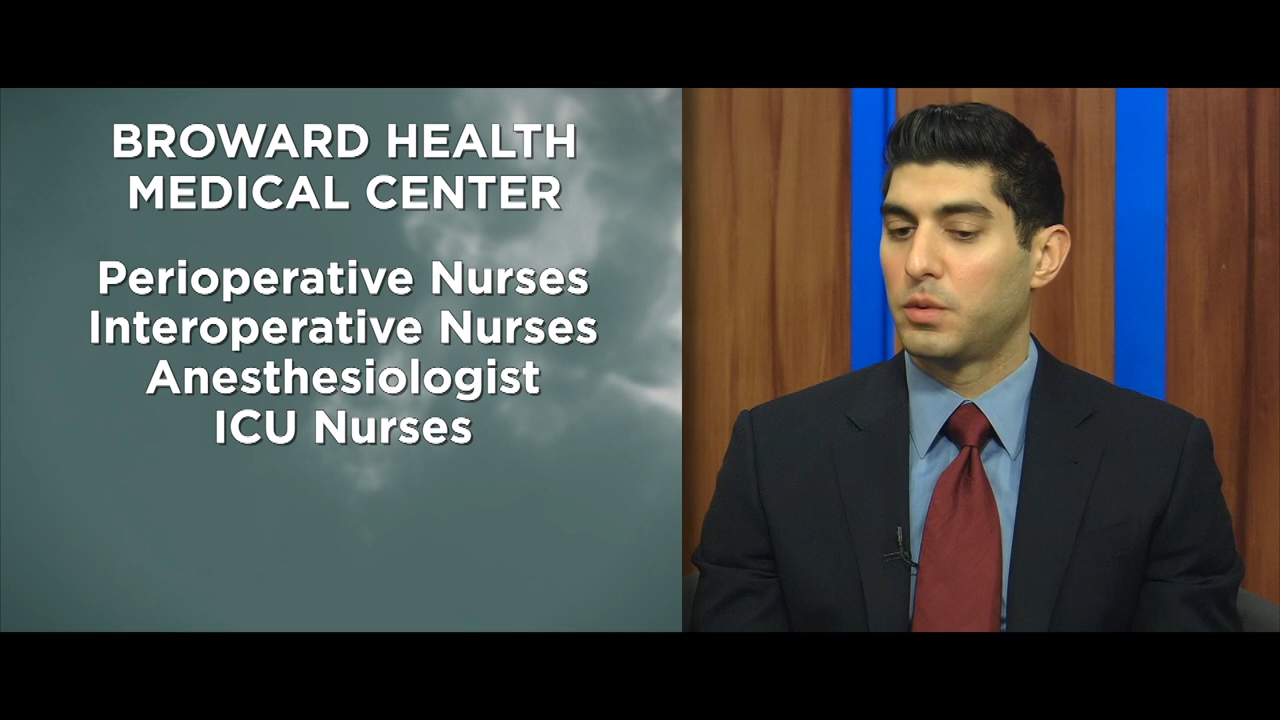 BROWARD HEALTH
MEDICAL CENTER
Perioperative Nurses
Interoperative Nurses
Anesthesiologist
ICU Nurses